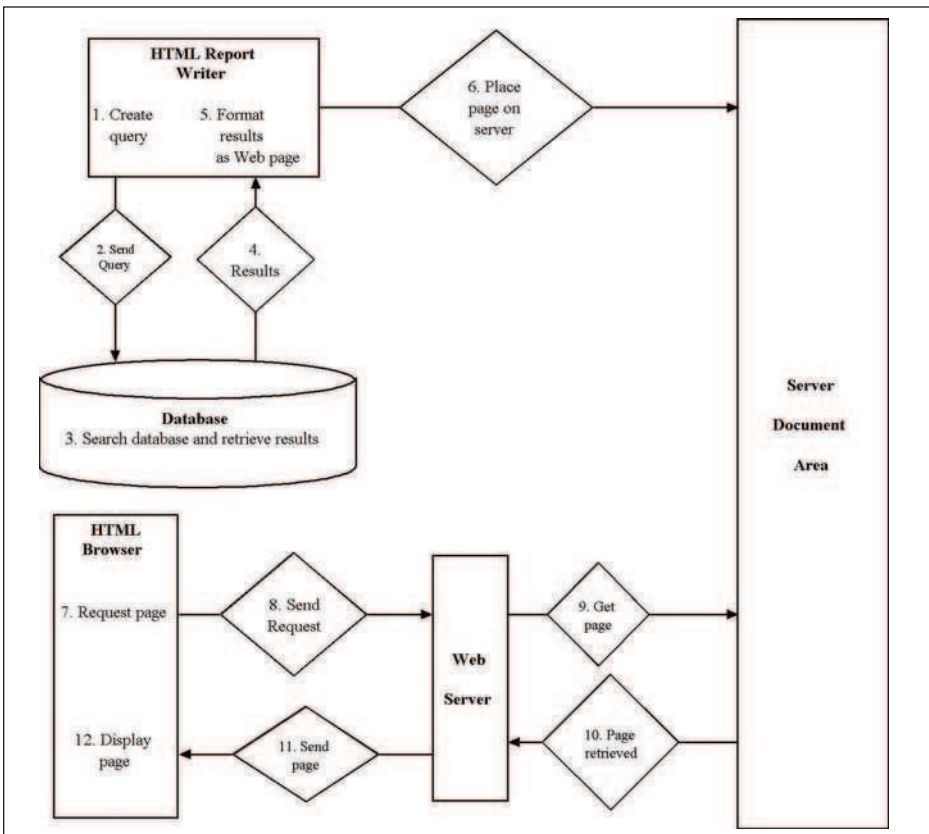 HTML Report
Writer
1. Create
query
5. Format
results
as Web page
6. Place
page on
server
2. Send
Query
4.
Results
Database
3. Search database and retrieve results
Server
Document
Area
HTML
Browser
7. Request page
8. Send
Request
Web
Server
9. Get
page
10. Page
retrieved
11. Send
page
12. Display
page